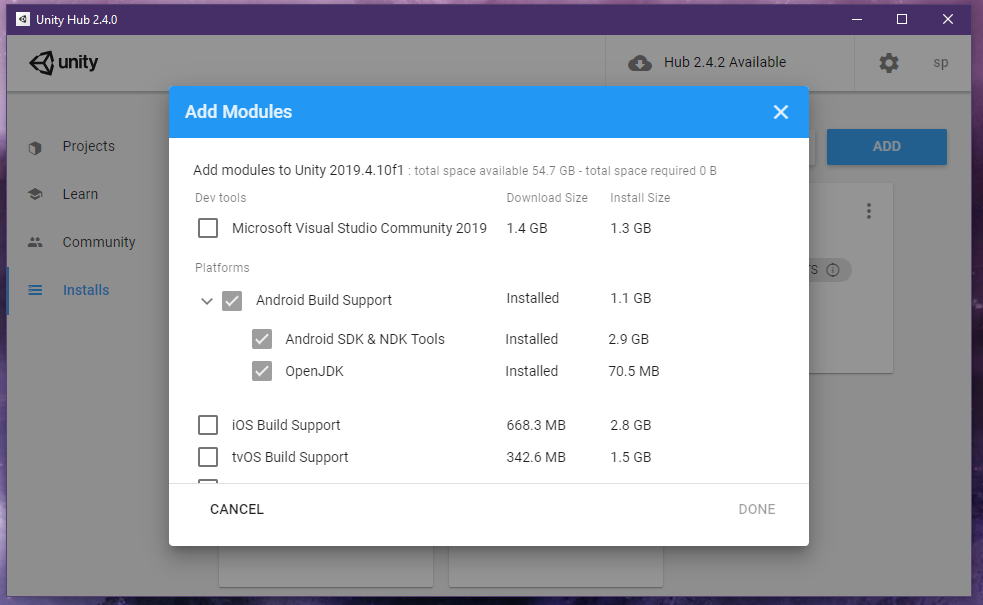 Unity Hub 2.4.0
unity
Hub 2.4.2 Available
sp
Add Modules
Projects
Learn
Community
Installs
ADD
Add modules to Unity 2019.4.10f1 : total space available 54.7 GB - total space required 0 B
Dev tools Download Size Install Size
Microsoft Visual Studio Community 2019 1.4 GB 1.3 GB
Platforms
Android Build Support Installed 1.1 GB
Android SDK & NDK Tools Installed 2.9 GB
OpenJDK Installed 70.5 MB
iOS Build Support 668.3 MB 2.8 GB
tvOS Build Support 342.6 MB 1.5 GB
CANCEL DONE